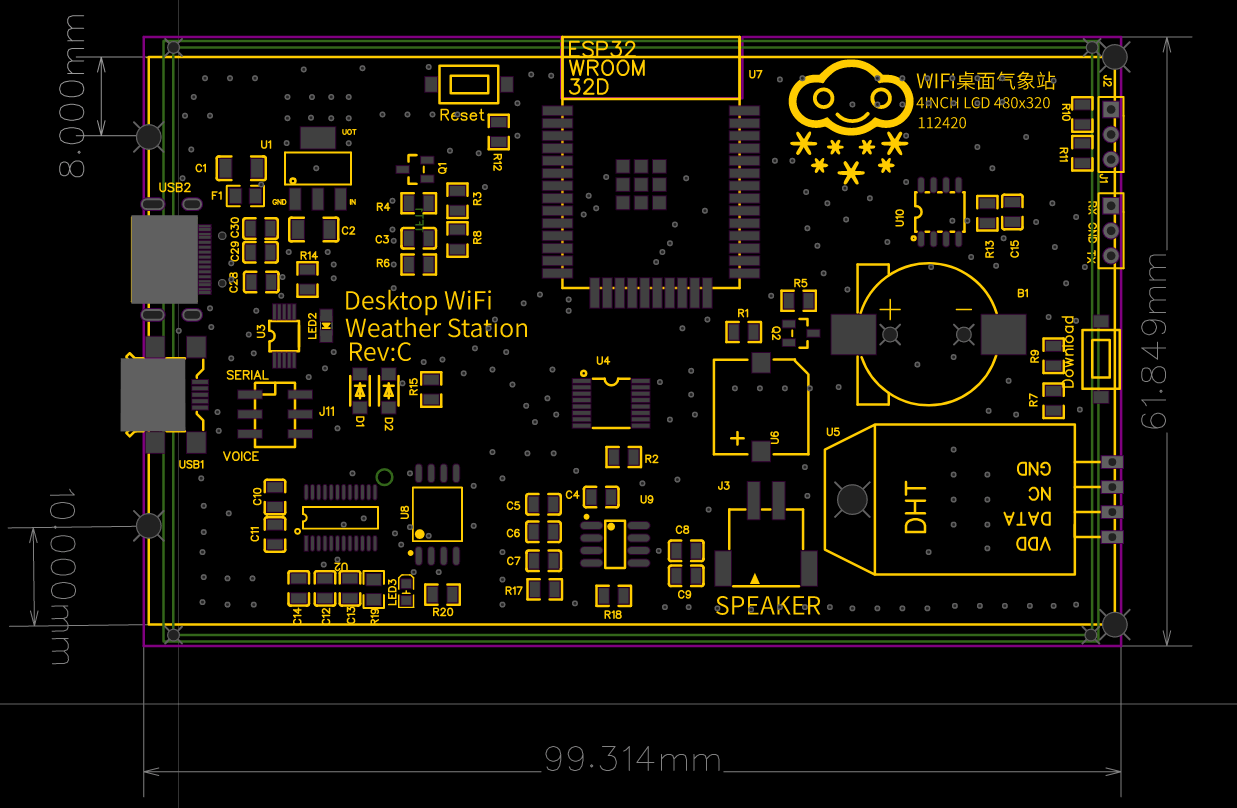 8.000mm
ESP32
WROOM
32D
U7
Reset
R12
WIFi桌面气象站
4INCH LCD 480x320
112420
J2
R10
R11
J1
UOT
U1
GND
IN
C1
F1
USB2
C30
C29
C28
C2
R14
Q1
R4
R3
C3
R8
R6
U10
R13
C15
B1
R5
R1
Q2
Download
R9
R7
61.849mm
Desktop WiFi
Weather Station
Rev:C
U3
LED2
SERIAL
J11
VOICE
USB1
D1
D2
R15
U4
R2
U6
U5
DHT
GND
NC
DATA
VDD
J3
SPEAKER
C10
C11
U8
U2
C14
C12
C13
R19
LED3
R20
C5
C6
C7
R17
C4
U9
C8
C9
R18
10.000mm
99.314mm